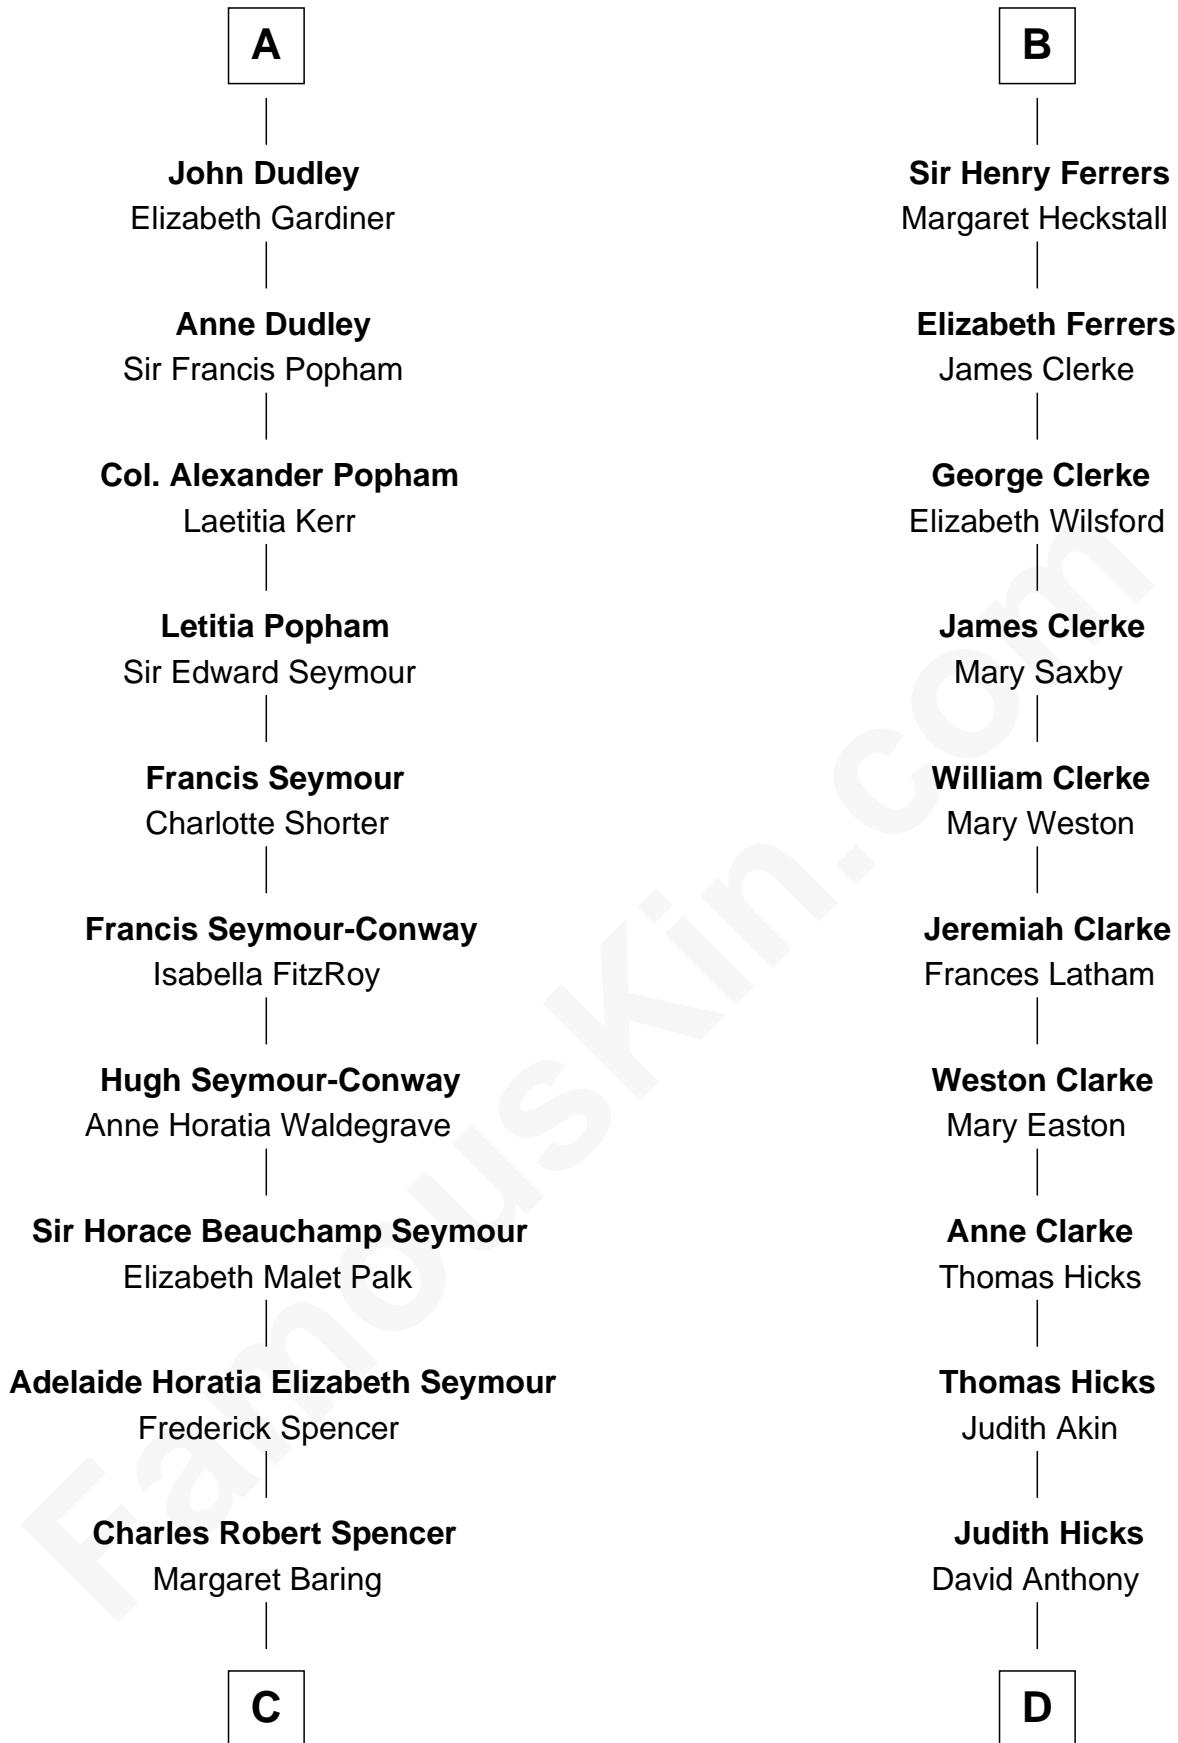 A
John Dudley
Elizabeth Gardiner
Anne Dudley
Sir Francis Popham
Col. Alexander Popham
Laetitia Kerr
Letitia Popham
Sir Edward Seymour
Francis Seymour
Charlotte Shorter
Francis Seymour-Conway
Isabella FitzRoy
Hugh Seymour-Conway
Anne Horatia Waldegrave
Sir Horace Beauchamp Seymour
Elizabeth Malet Palk
Adelaide Horatia Elizabeth Seymour
Frederick Spencer
Charles Robert Spencer
Margaret Baring
C
B
Sir Henry Ferrers
Margaret Heckstall
Elizabeth Ferrers
James Clerke
George Clerke
Elizabeth Wilsford
James Clerke
Mary Saxby
William Clerke
Mary Weston
Jeremiah Clarke
Frances Latham
Weston Clarke
Mary Easton
Anne Clarke
Thomas Hicks
Thomas Hicks
Judith Akin
Judith Hicks
David Anthony
D
FamousKin.com